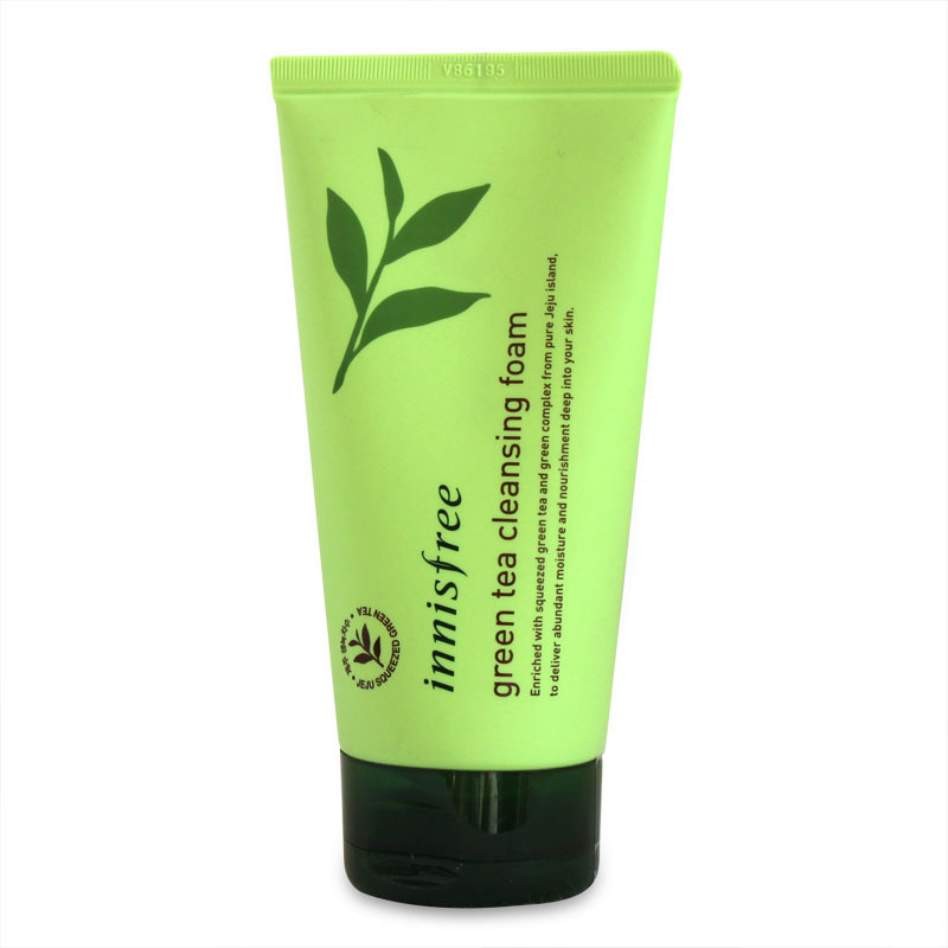 V86195
innisfree
green tea cleansing foam
Enriched with squeezed green tea and green complex from pure Jeju island,
to deliver abundant moisture and nourishment deep into your skin.
JEJU SQUEEZED GREEN TEA